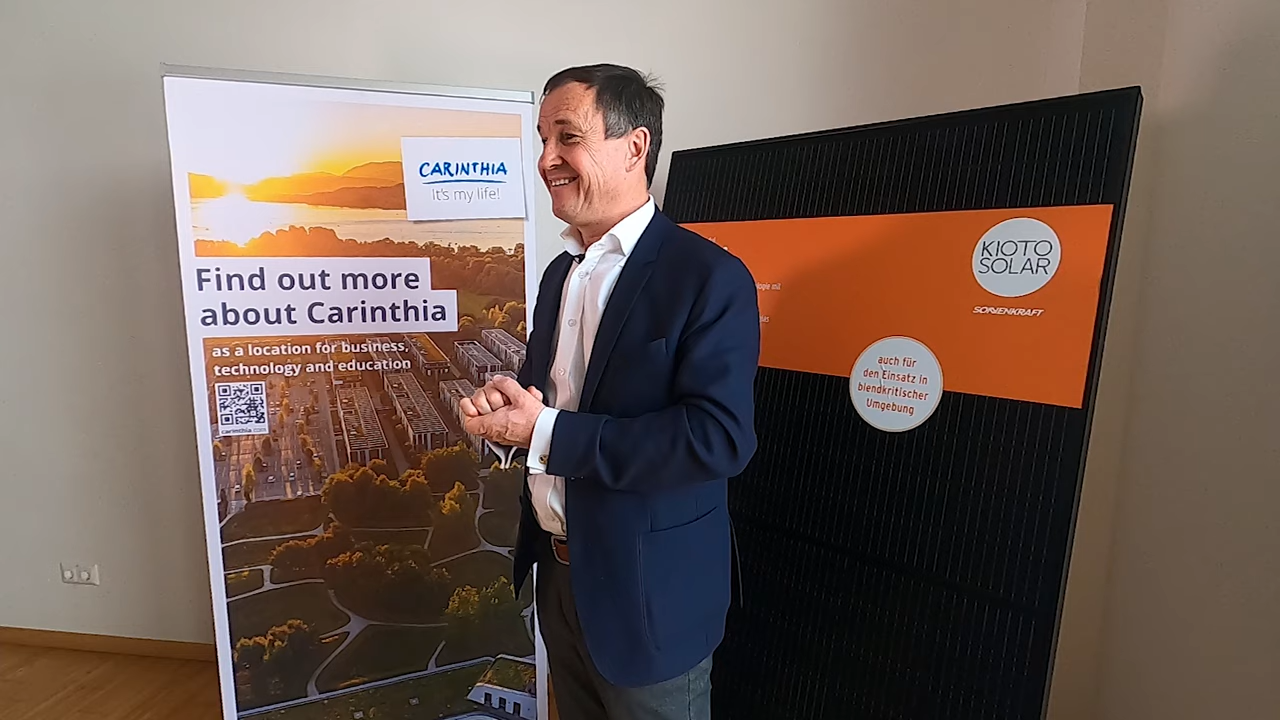 CARINTHIA
It's my life!
Find out more
about Carinthia
as a location for business,
technology and education
carinthia.com
KIOTO
SOLAR
SONNENKRAFT
auch für
den Einsatz in
blendkritischer
Umgebung